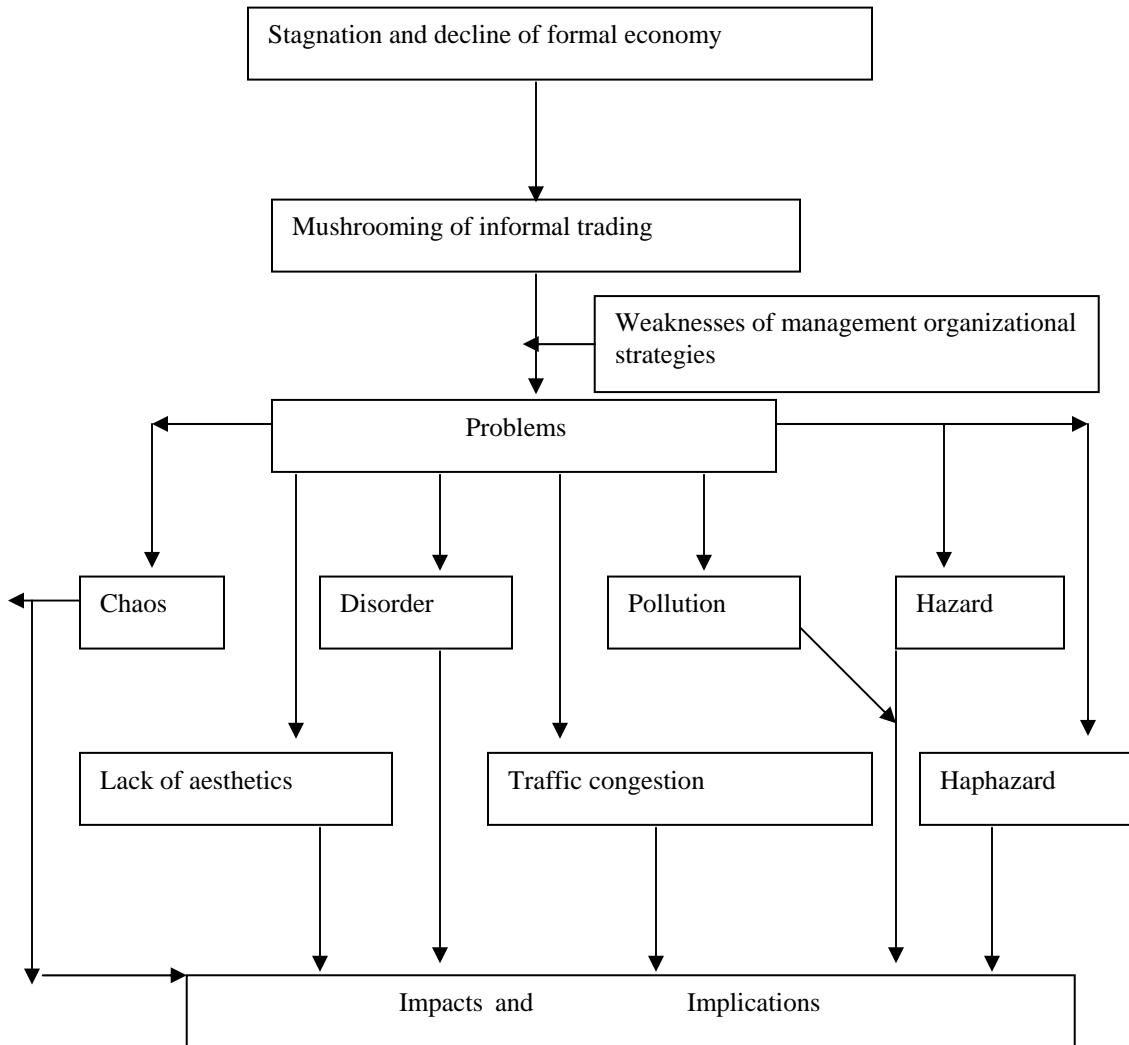 Stagnation and decline of formal economy
Mushrooming of informal trading
Weaknesses of management organizational
strategies
Problems
Chaos
Disorder
Pollution
Hazard
Lack of aesthetics
Traffic congestion
Haphazard
Impacts and Implications